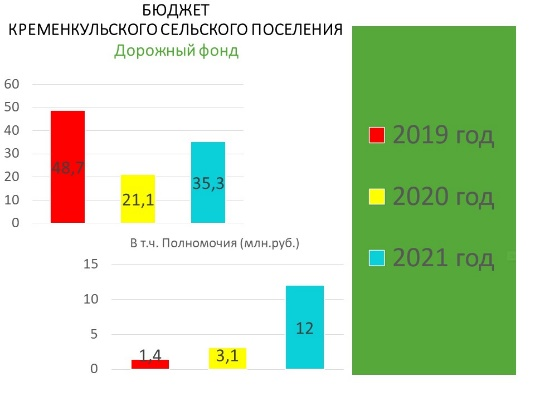 БЮДЖЕТ
КРЕМЕНКУЛЬСКОГО СЕЛЬСКОГО ПОСЕЛЕНИЯ
Дорожный фонд
60
50
40
30
20
10
0
48,7
21,1
35,3
В т.ч. Полномочия (млн.руб.)
15
10
5
0
1,4
3,1
12
2019 год
2020 год
2021 год